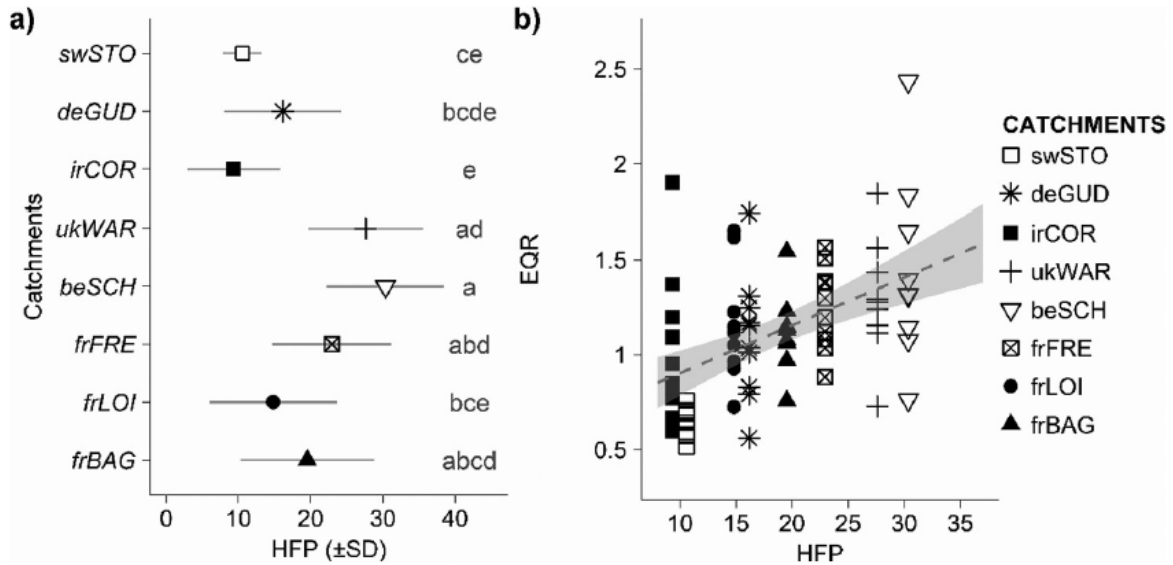 a)
Catchments
swSTO ce
deGUD bcde
irCOR e
ukWAR ad
beSCH a
frFRE abd
frLOI bce
frBAG abcd
0 10 20 30 40
HFP (±SD)
b)
EQR
2.5
2
1.5
1
0.5
10 15 20 25 30 35
HFP
CATCHMENTS
swSTO
deGUD
irCOR
ukWAR
beSCH
frFRE
frLOI
frBAG